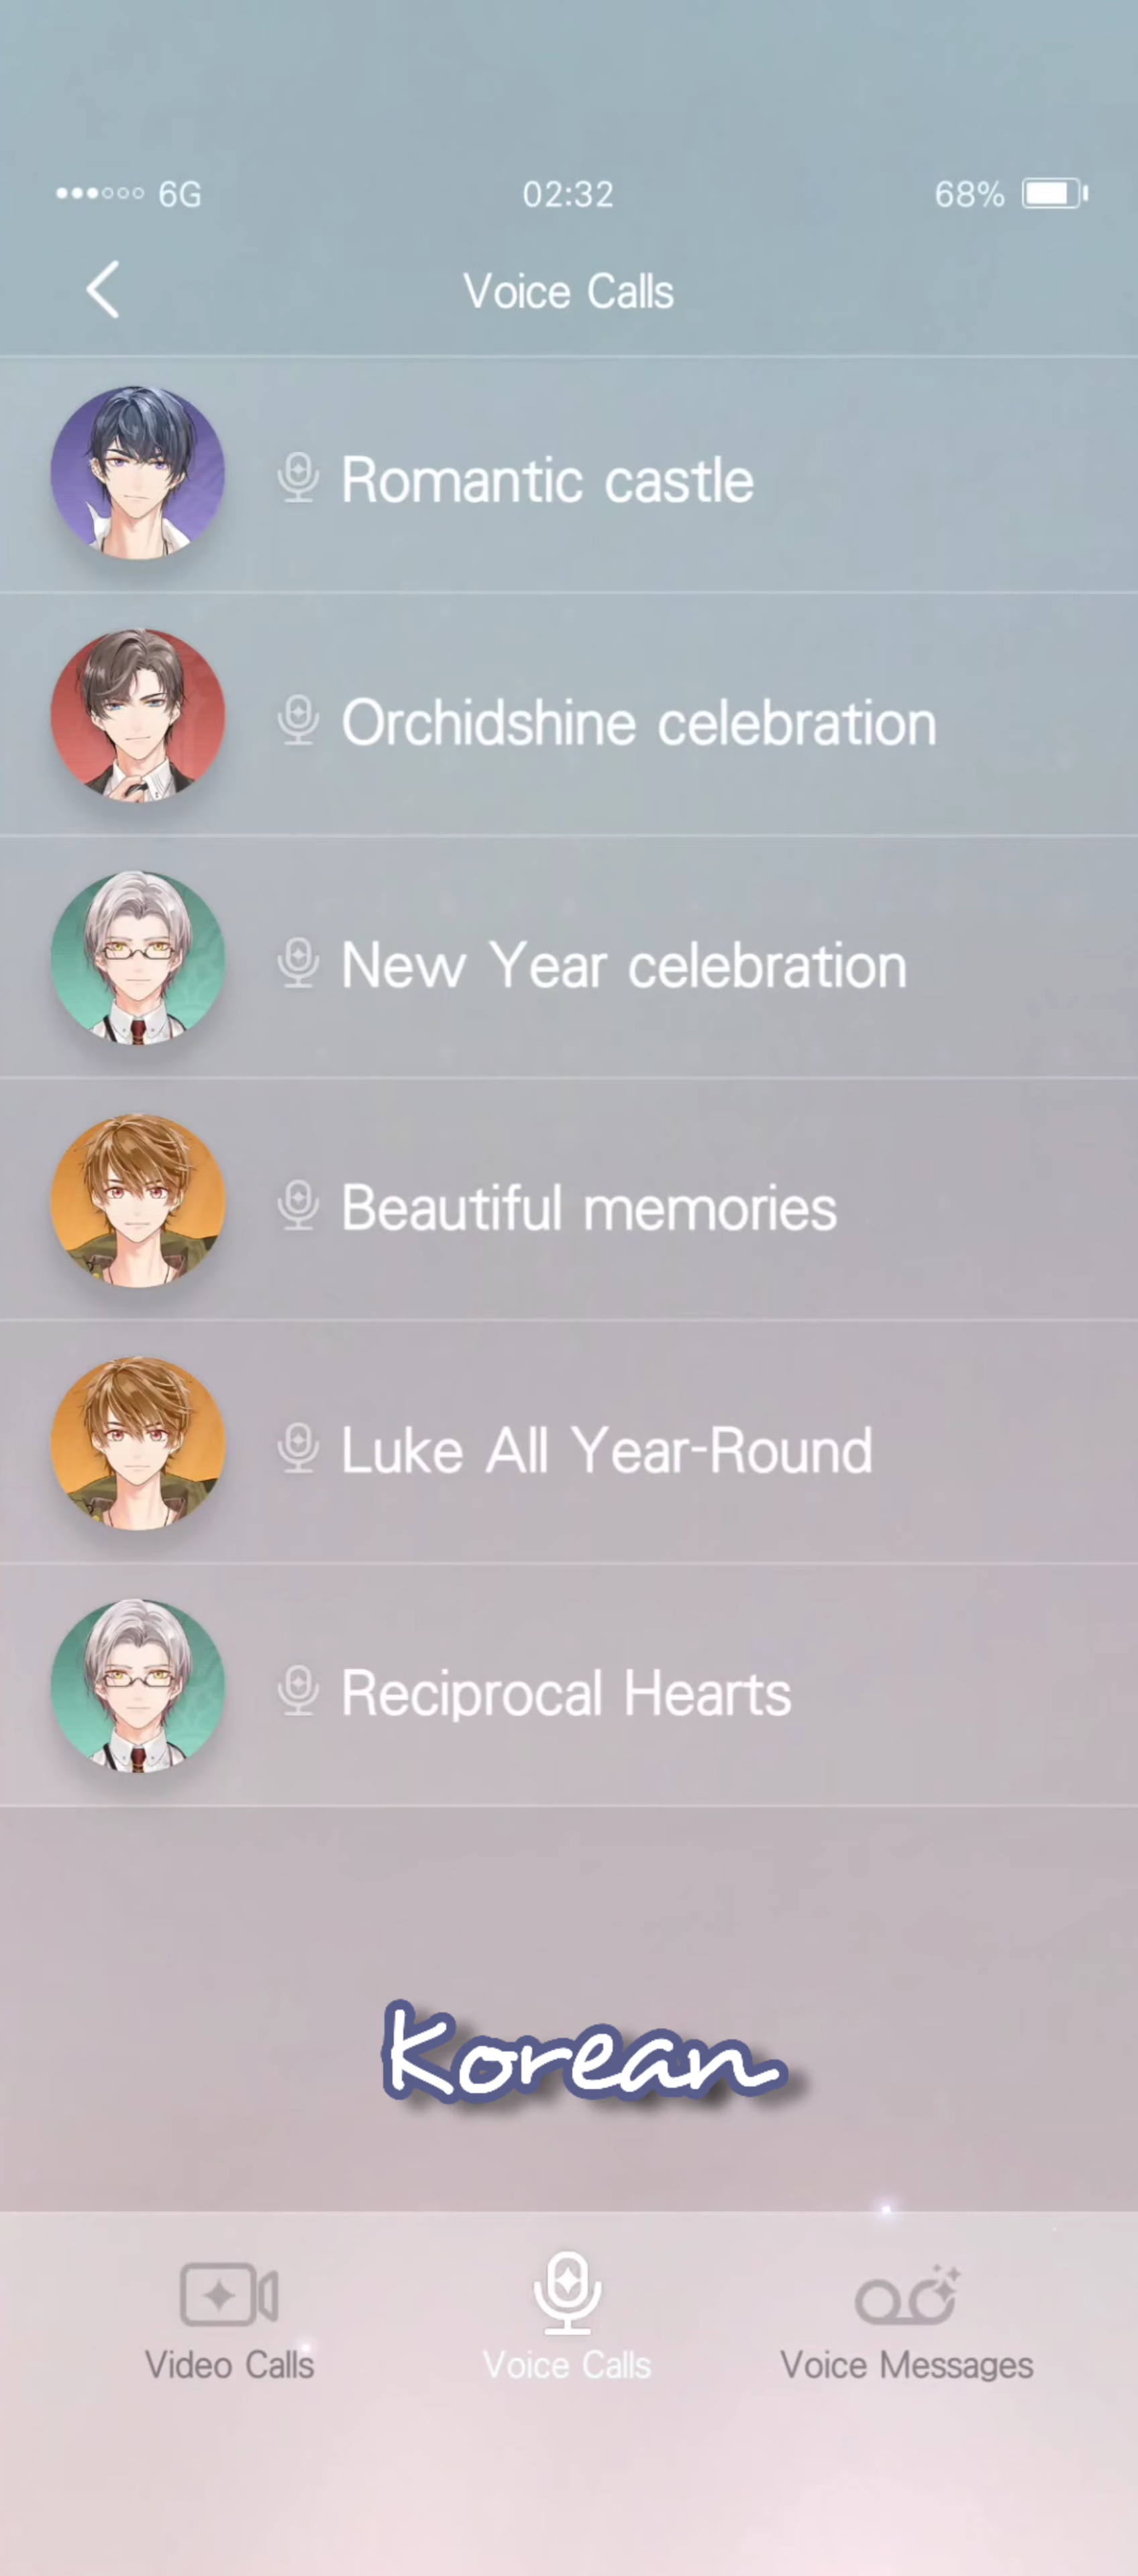 6G 02:32 68%
Voice Calls
Romantic castle
Orchidshine celebration
New Year celebration
Beautiful memories
Luke All Year-Round
Reciprocal Hearts
Korean
Video Calls Voice Calls Voice Messages